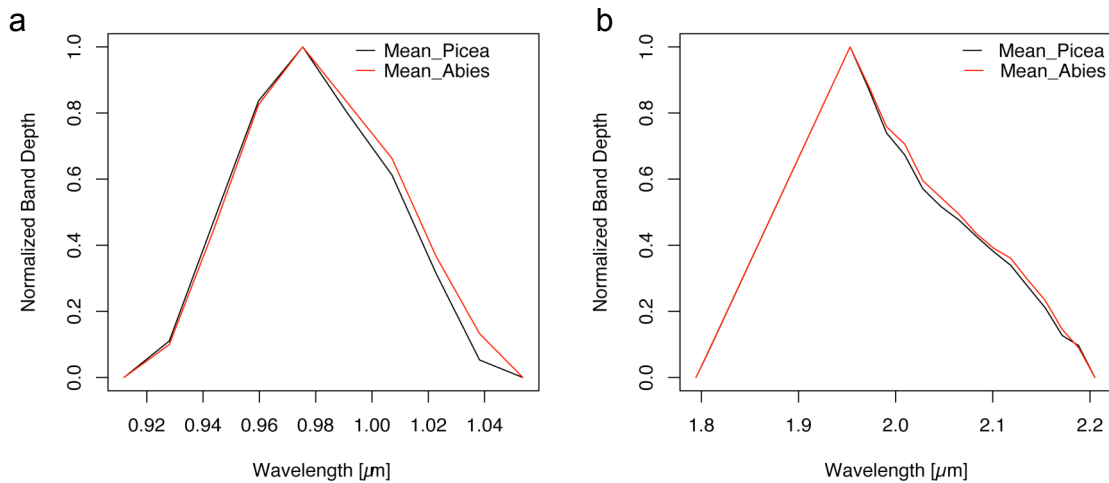 a
Normalized Band Depth
1.0
0.8
0.6
0.4
0.2
0.0
Mean_Picea
Mean_Abies
0.92 0.94 0.96 0.98 1.00 1.02 1.04
Wavelength [μm]
b
Normalized Band Depth
1.0
0.8
0.6
0.4
0.2
0.0
Mean_Picea
Mean_Abies
1.8 1.9 2.0 2.1 2.2
Wavelength [μm]